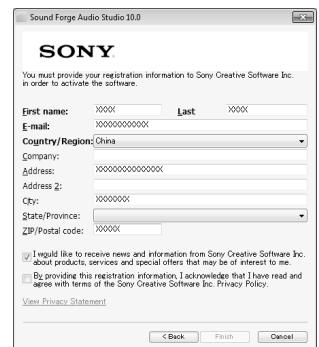 Sound Forge Audio Studio 10.0
SONY
You must provide your registration information to Sony Creative Software Inc.
in order to activate the software.
First name: XXXX Last XXXX
E-mail: XXXXXXXXXXX
Country/Region: China
Company:
Address: XXXXXXXXXXXXX
Address 2:
City: XXXXXXX
State/Province:
ZIP/Postal code: XXXX
I would like to receive news and information from Sony Creative Software Inc.
about products, services and special offers that may be of interest to me.
By providing this registration information, I acknowledge that I have read and
agree with terms of the Sony Creative Software Inc. Privacy Policy.
View Privacy Statement
< Back Finish Cancel